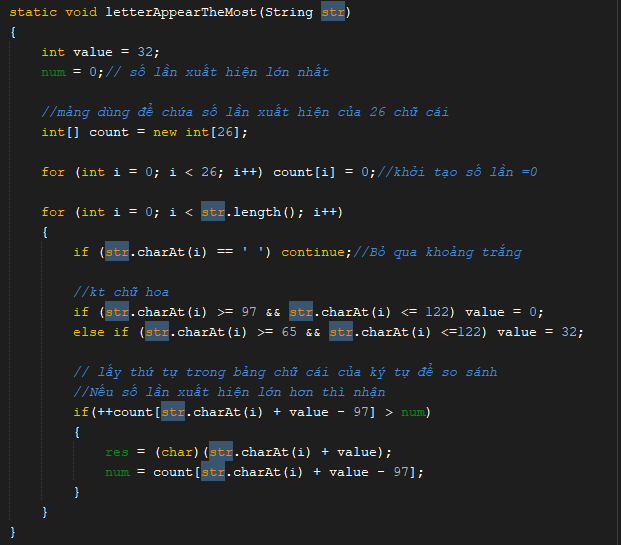 static void letterAppearTheMost(String str)
{
int value = 32;
num = 0;// số lần xuất hiện lớn nhất
//mảng dùng để chứa số lần xuất hiện của 26 chữ cái
int[] count = new int[26];
for (int i = 0; i < 26; i++) count[i] = 0;//khỏi tạo số lần =0
for (int i = 0; i < str.length(); i++)
{
if (str.charAt(i) == ' ') continue;//Bỏ qua khoảng trắng
//kt chữ hoa
if (str.charAt(i) >= 97 && str.charAt(i) <= 122) value = 0;
else if (str.charAt(i) >= 65 && str.charAt(i) <=122) value = 32;
// lấy thứ tự trong bảng chữ cái của ký tự để so sánh
//Nếu số lần xuất hiện lớn hơn thì nhận
if(++count[str.charAt(i) + value - 97] > num)
{
res = (char)(str.charAt(i) + value);
num = count[str.charAt(i) + value - 97];
}
}
}